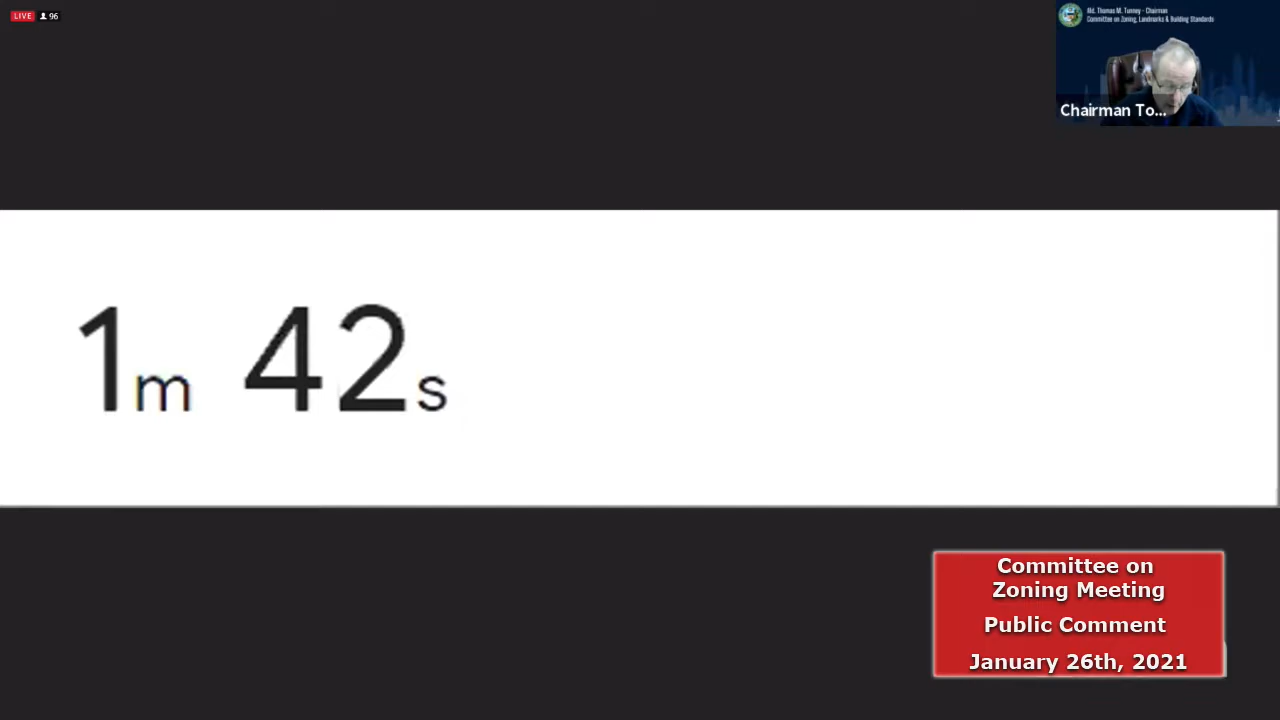 LIVE 96
Ald. Thomas M. Tunney - Chairman
Committee on Zoning, Landmarks & Building Standards
Chairman To...
1m 42s
Committee on
Zoning Meeting
Public Comment
January 26th, 2021